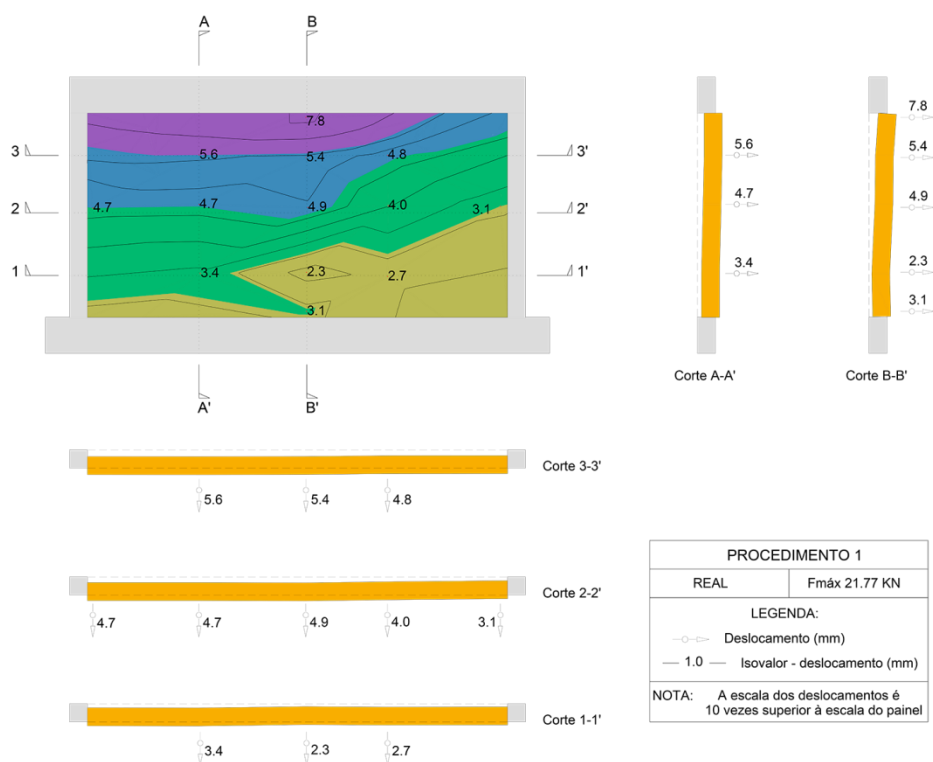 A B
7.8
3 5.6 5.4 4.8 3'
2 4.7 4.7 4.9 4.0 3.1 2'
1 3.4 2.3 2.7 1'
3.1
A' B'
5.6
4.7
3.4
Corte A-A'
7.8
5.4
4.9
2.3
3.1
Corte B-B'
Corte 3-3'
5.6 5.4 4.8
Corte 2-2'
4.7 4.7 4.9 4.0 3.1
Corte 1-1'
3.4 2.3 2.7
PROCEDIMENTO 1
REAL Fmáx 21.77 KN
LEGENDA:
Deslocamento (mm)
1.0 Isovalor - deslocamento (mm)
NOTA: A escala dos deslocamentos é
10 vezes superior à escala do painel